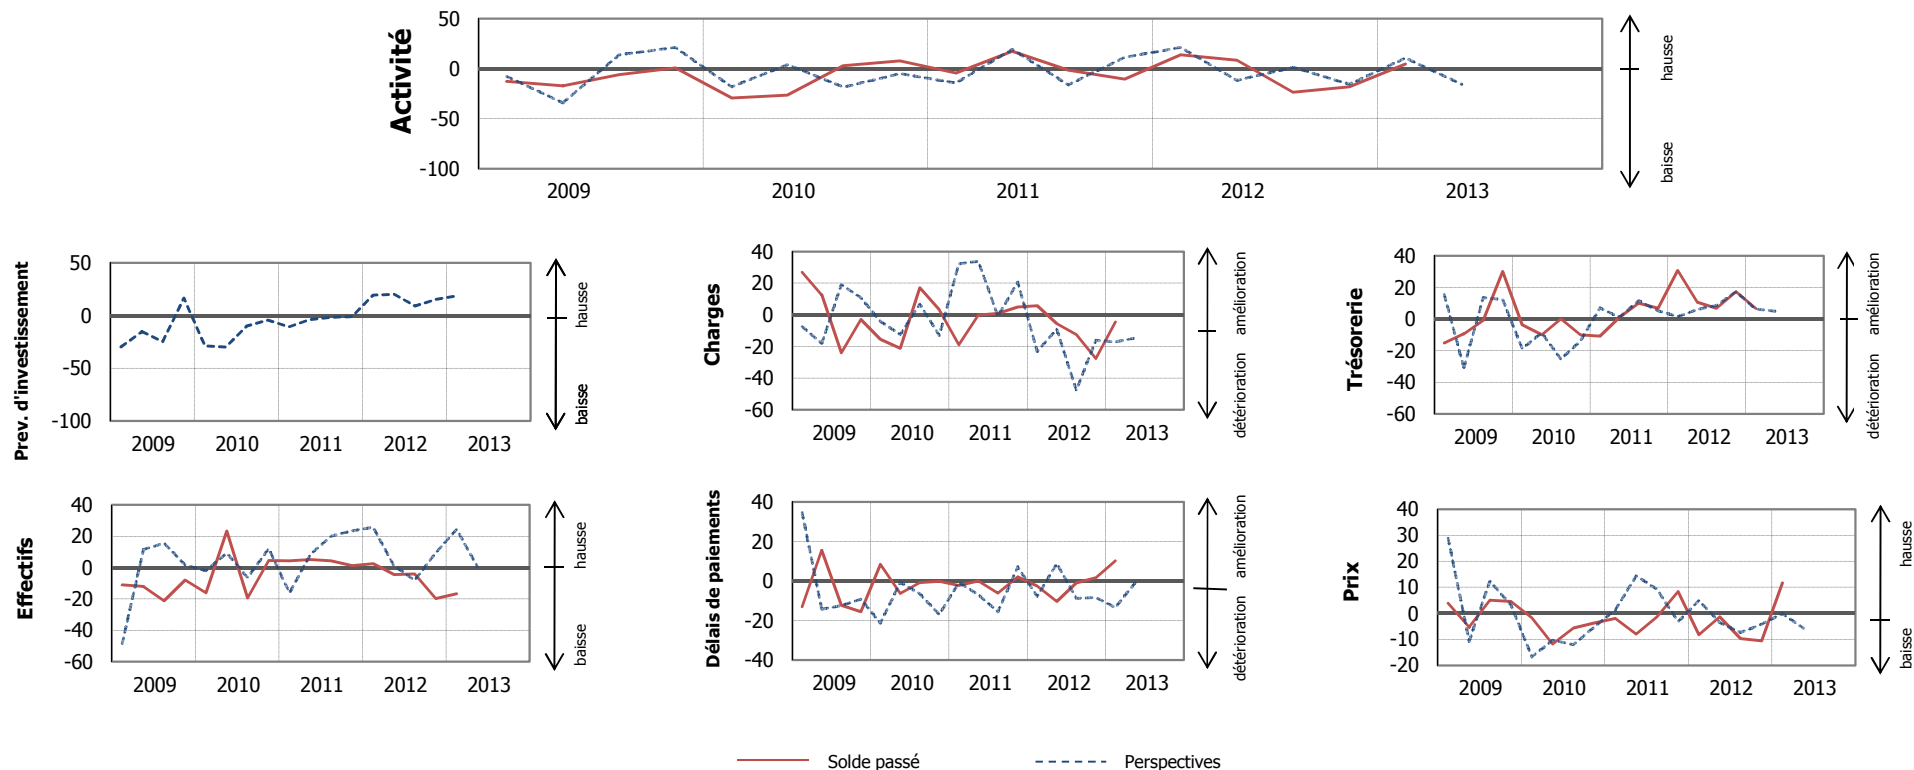 Activité
50
0
-50
-100
2009 2010 2011 2012 2013
hausse
baisse
Prev. d'investissement
50
0
-50
-100
2009 2010 2011 2012 2013
hausse
baisse
Charges
40
20
0
-20
-40
-60
2009 2010 2011 2012 2013
amélioration
détérioration
Trésorerie
40
20
0
-20
-40
-60
2009 2010 2011 2012 2013
amélioration
détérioration
Effectifs
40
20
0
-20
-40
-60
2009 2010 2011 2012 2013
hausse
baisse
Délais de paiements
40
20
0
-20
-40
2009 2010 2011 2012 2013
amélioration
détérioration
Prix
40
30
20
10
0
-10
-20
2009 2010 2011 2012 2013
hausse
baisse
Solde passé Perspectives